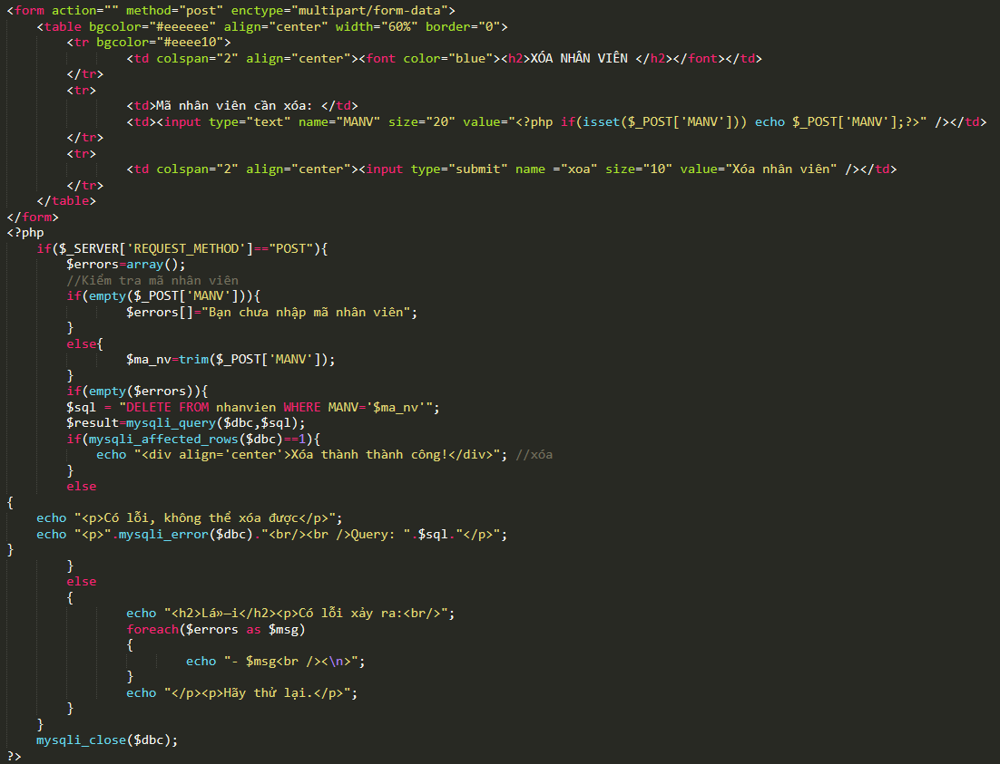 <form action="" method="post" enctype="multipart/form-data">
<table bgcolor="#eeeeee" align="center" width="60%" border="0">
<tr bgcolor="#eeee10">
<td colspan="2" align="center"><font color="blue"><h2>XÓA NHÂN VIÊN </h2></font></td>
</tr>
<tr>
<td>Mã nhân viên cần xóa: </td>
<td><input type="text" name="MANV" size="20" value="<?php if(isset($_POST['MANV'])) echo $_POST['MANV'];?>" /></td>
</tr>
<tr>
<td colspan="2" align="center"><input type="submit" name ="xoa" size="10" value="Xóa nhân viên" /></td>
</tr>
</table>
</form>
<?php
if($_SERVER['REQUEST_METHOD']=="POST"){
$errors=array();
//Kiểm tra mã nhân viên
if(empty($_POST['MANV'])){
$errors[]="Bạn chưa nhập mã nhân viên";
}
else{
$ma_nv=trim($_POST['MANV']);
}
if(empty($errors)){
$sql = "DELETE FROM nhanvien WHERE MANV='$ma_nv'";
$result=mysqli_query($dbc,$sql);
if(mysqli_affected_rows($dbc)==1){
echo "<div align='center'>Xóa thành thành công!</div>"; //xóa
}
else
{
echo "<p>Có lỗi, không thể xóa được</p>";
echo "<p>".mysqli_error($dbc)."<br/><br />Query: ".$sql."</p>";
}
}
else
{
echo "<h2>Lá»—i</h2><p>Có lỗi xảy ra:<br/>";
foreach($errors as $msg)
{
echo "- $msg<br /><\n>";
}
echo "</p><p>Hãy thử lại.</p>";
}
}
mysqli_close($dbc);
?>